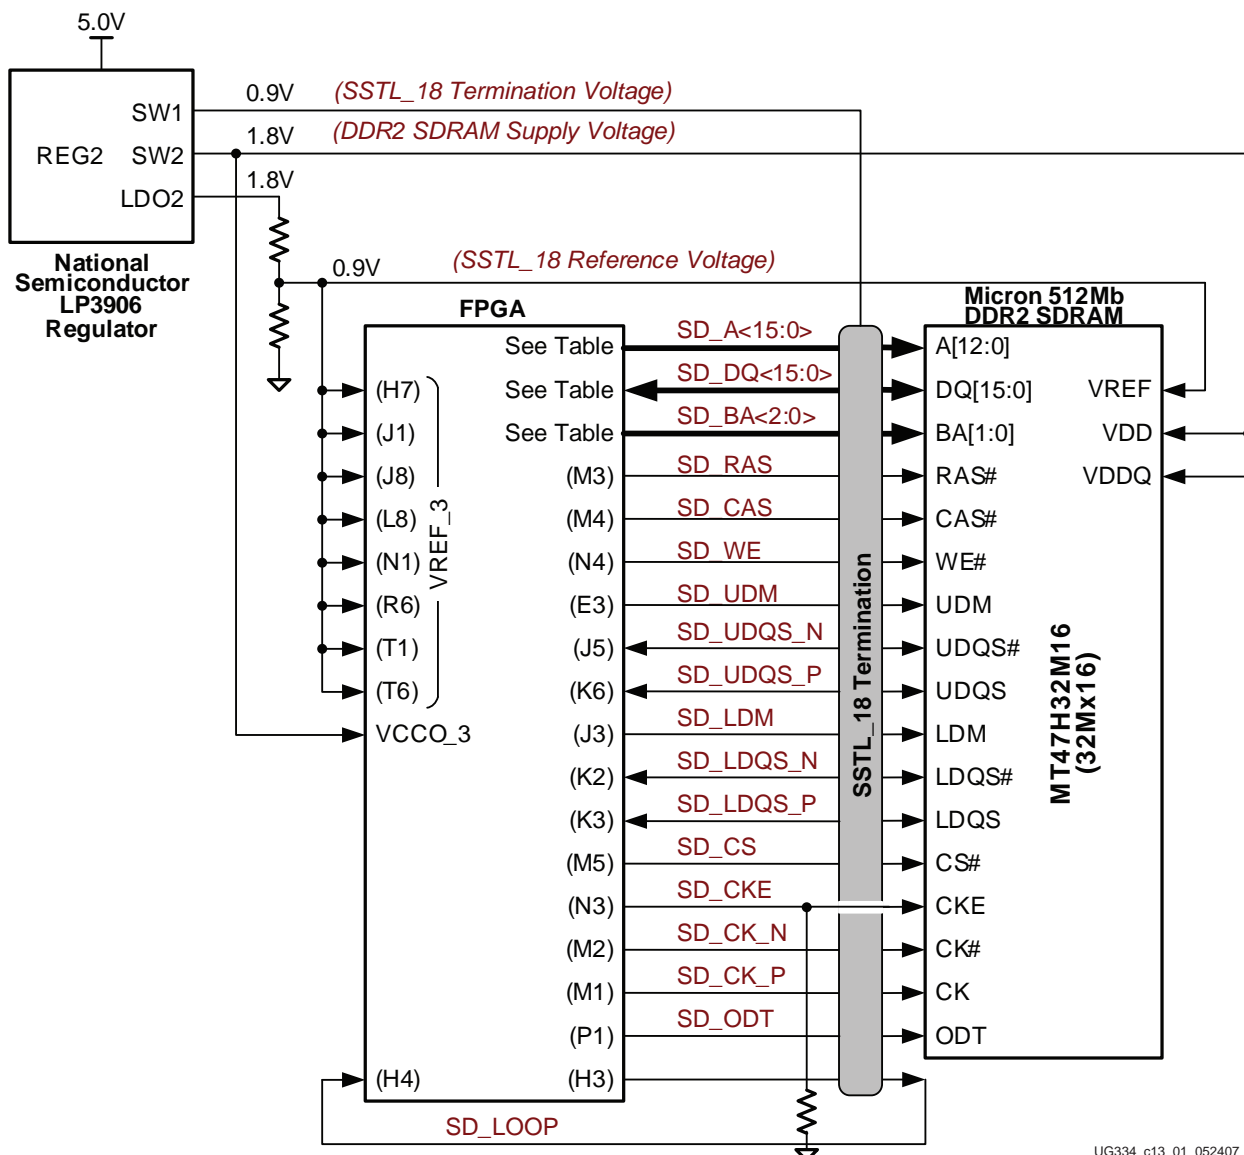 5.0V
SW1
REG2
SW2
LDO2
National
Semiconductor
LP3906
Regulator
0.9V
(SSTL_18 Termination Voltage)
1.8V
(DDR2 SDRAM Supply Voltage)
1.8V
0.9V
(SSTL_18 Reference Voltage)
FPGA
Micron 512Mb
DDR2 SDRAM
See Table
SD_A<15:0>
A[12:0]
(H7)
See Table
SD_DQ<15:0>
DQ[15:0]
VREF
(J1)
See Table
SD_BA<2:0>
BA[1:0]
VDD
(J8)
(M3)
SD_RAS
RAS#
VDDQ
(L8)
(M4)
SD_CAS
CAS#
(N1)
(N4)
SD_WE
WE#
(R6)
(E3)
SD_UDM
UDM
(T1)
(J5)
SD_UDQS_N
UDQS#
(T6)
(K6)
SD_UDQS_P
UDQS
VREF_3
VCCO_3
(J3)
SD_LDM
LDM
(K2)
SD_LDQS_N
LDQS#
(K3)
SD_LDQS_P
LDQS
(M5)
SD_CS
CS#
(N3)
SD_CKE
CKE
(M2)
SD_CK_N
CK#
(M1)
SD_CK_P
CK
(P1)
SD_ODT
ODT
(H4)
(H3)
SD_LOOP
SSTL_18 Termination
MT47H32M16
(32Mx16)
UG334_c13_01_052407